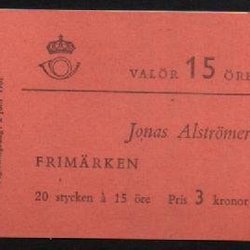 VALÖR 15 ÖRE
Jonas Alströmer
FRIMÄRKEN
20 stycken à 15 öre Pris 3 kronor